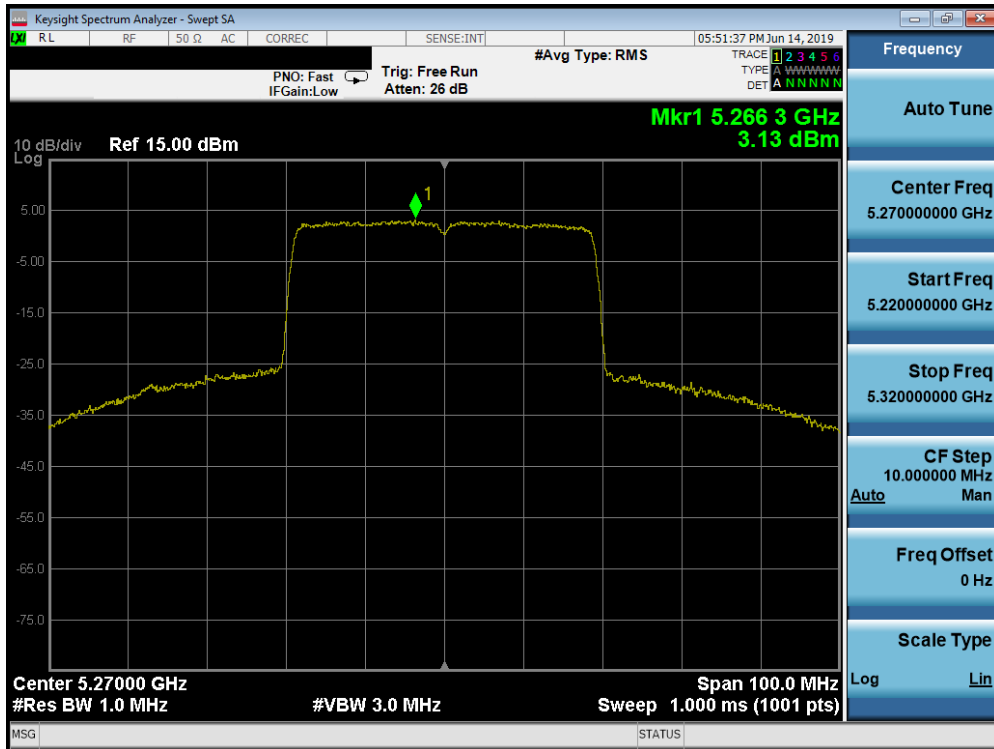 Keysight Spectrum Analyzer - Swept SA
LXI RL RF 50 Ω AC CORREC SENSE:INT 05:51:37 PM Jun 14, 2019
#Avg Type: RMS
TRACE 1 2 3 4 5 6
PNO: Fast Trig: Free Run
TYPE A WWWWW
IFGain:Low Atten: 26 dB
DET A N N N N N
Mkr1 5.266 3 GHz
3.13 dBm
10 dB/div Ref 15.00 dBm
Log
1
5.00
-5.00
-15.0
-25.0
-35.0
-45.0
-55.0
-65.0
-75.0
Center 5.27000 GHz Span 100.0 MHz
#Res BW 1.0 MHz #VBW 3.0 MHz Sweep 1.000 ms (1001 pts)
MSG STATUS
Frequency
Auto Tune
Center Freq
5.270000000 GHz
Start Freq
5.220000000 GHz
Stop Freq
5.320000000 GHz
CF Step
10.000000 MHz
Auto Man
Freq Offset
0 Hz
Scale Type
Log Lin